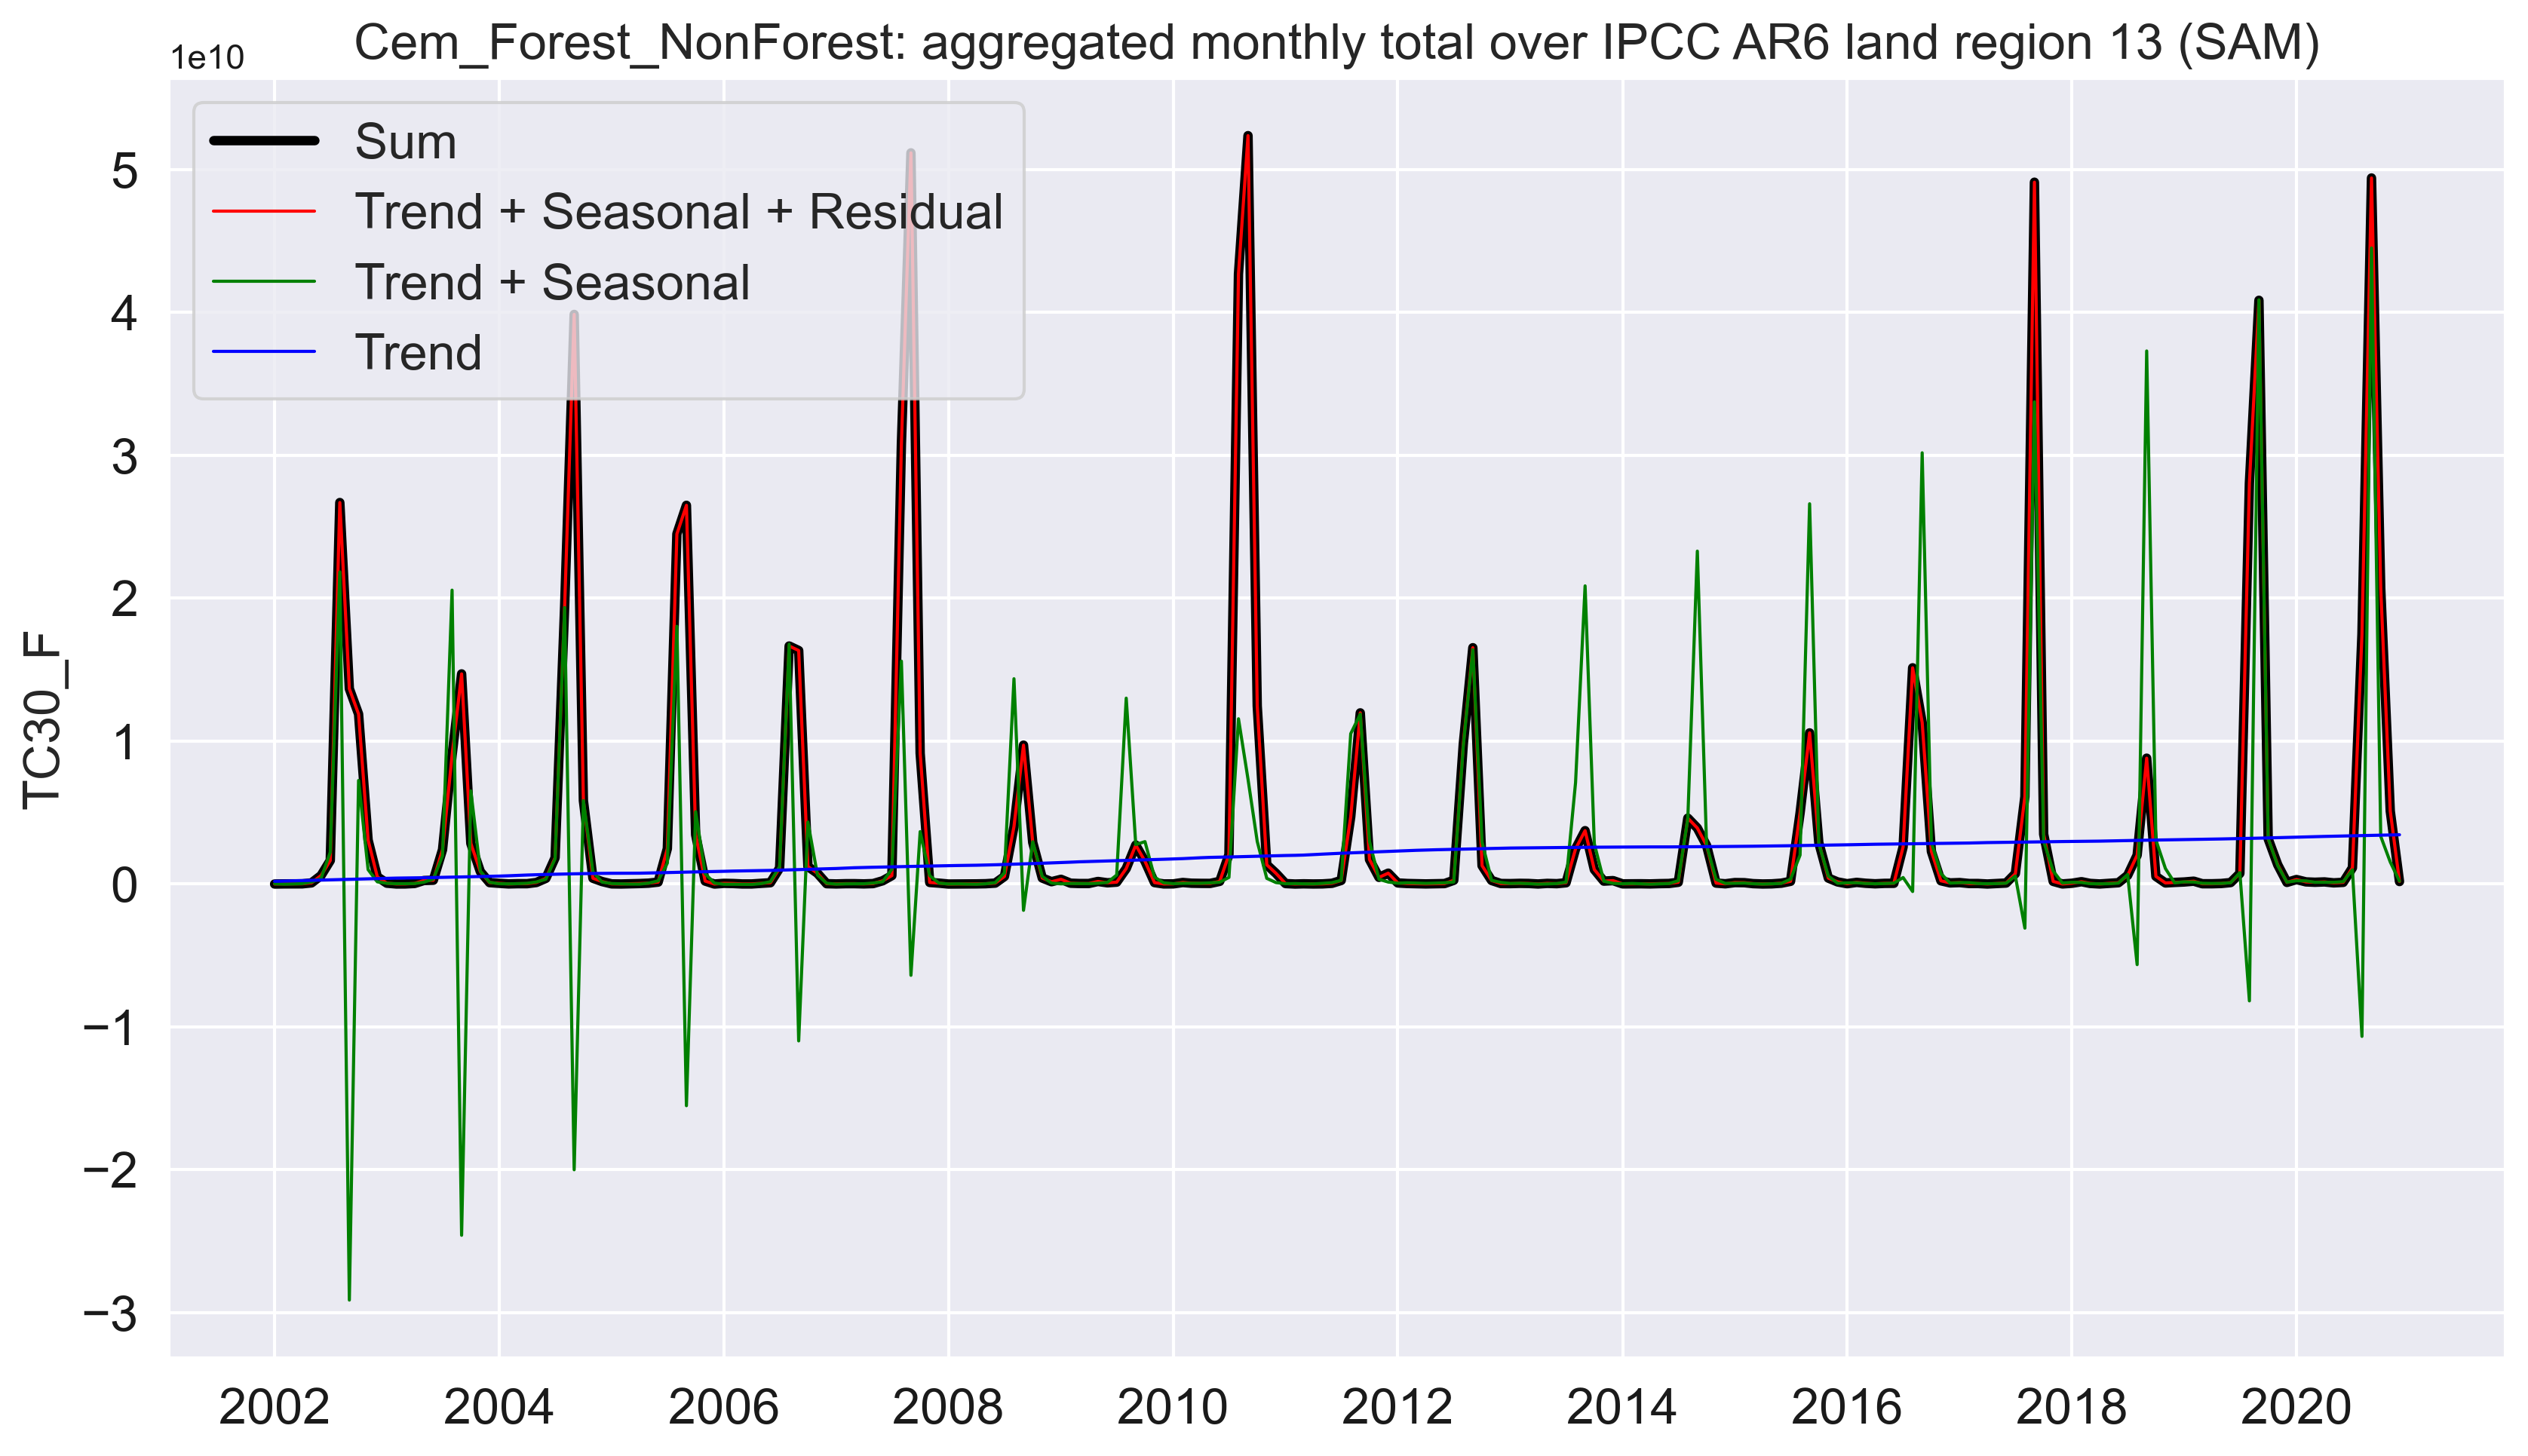 Cem_Forest_NonForest: aggregated monthly total over IPCC AR6 land region 13 (SAM)
1e10
Sum
Trend + Seasonal + Residual
Trend + Seasonal
Trend
TC30_F
5
4
3
2
1
0
−1
−2
−3
2002 2004 2006 2008 2010 2012 2014 2016 2018 2020